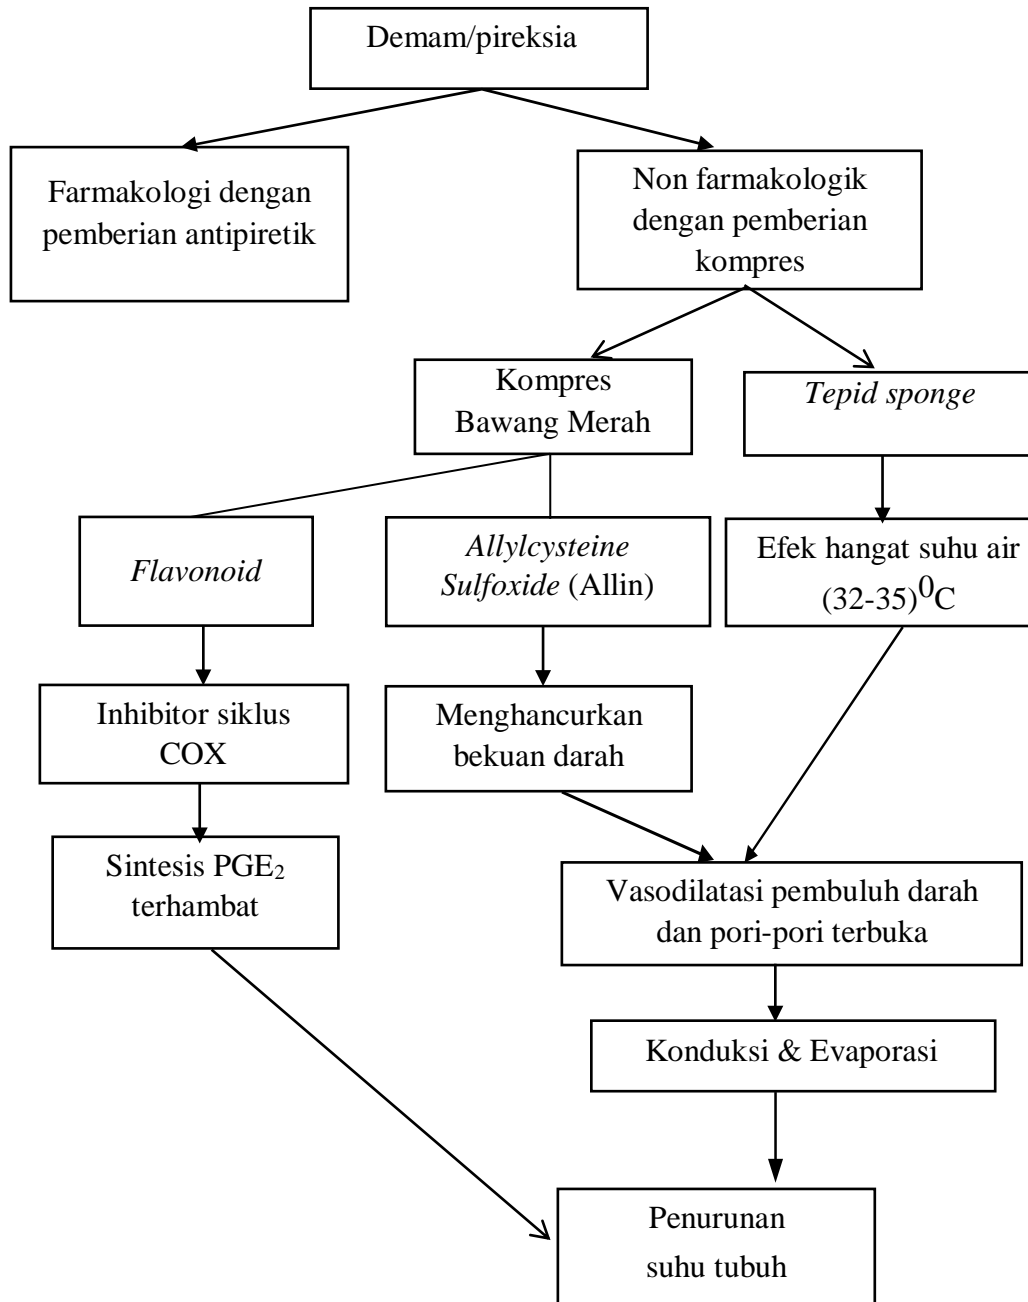 Demam/pireksia
Farmakologi dengan
pemberian antipiretik
Non farmakologik
dengan pemberian
kompres
Kompres
Bawang Merah
Tepid sponge
Flavonoid
Allylcysteine
Sulfoxide (Allin)
Efek hangat suhu air
(32-35)⁰C
Inhibitor siklus
COX
Menghancurkan
bekuan darah
Sintesis PGE₂
terhambat
Vasodilatasi pembuluh darah
dan pori-pori terbuka
Konduksi & Evaporasi
Penurunan
suhu tubuh